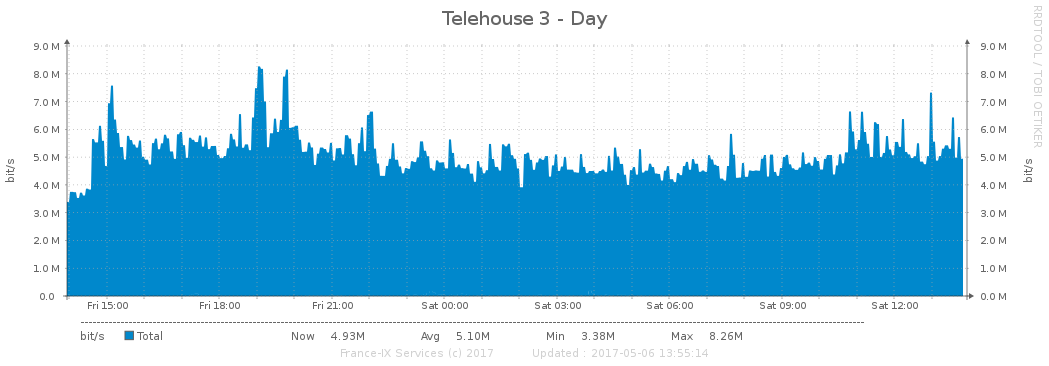 Telehouse 3 - Day
RRDTOOL / TOBI OETIKER
bit/s
9.0 M
8.0 M
7.0 M
6.0 M
5.0 M
4.0 M
3.0 M
2.0 M
1.0 M
0.0
9.0 M
8.0 M
7.0 M
6.0 M
5.0 M
4.0 M
3.0 M
2.0 M
1.0 M
0.0 M
bit/s
Fri 15:00 Fri 18:00 Fri 21:00 Sat 00:00 Sat 03:00 Sat 06:00 Sat 09:00 Sat 12:00
bit/s Total Now 4.93M Avg 5.10M Min 3.38M Max 8.26M
France-IX Services (c) 2017 Updated : 2017-05-06 13:55:14